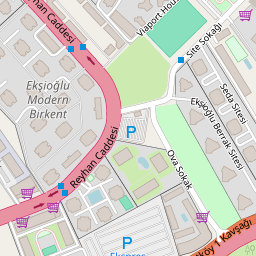 Reyhan Caddesi
Viaport Hou
Site Sokağı
Ekşioğlu
Modern
Birkent
Seda Sitesi
Ekşioğlu Berrak Sitesi
P
Reyhan Caddesi
Ova Sokak
P
Ekspres
köy 1 Kavşağı